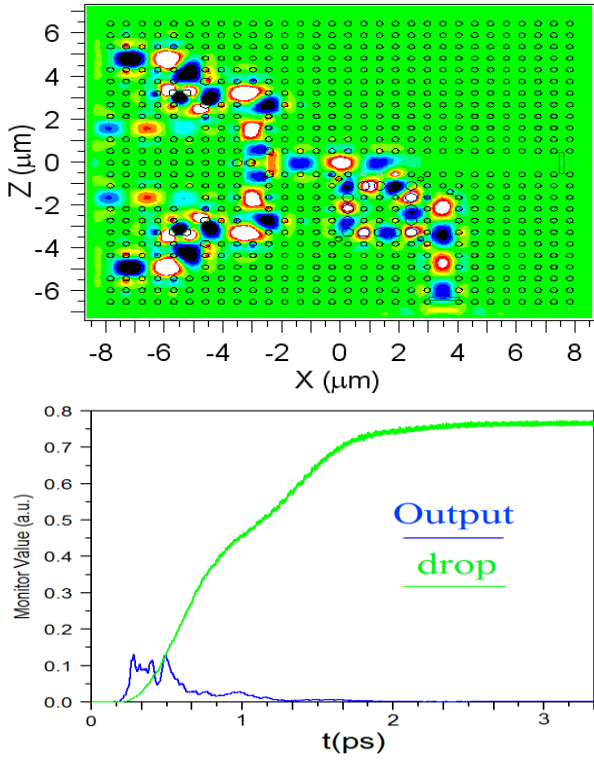 6
4
2
0
-2
-4
-6
Z (μm)
-8 -6 -4 -2 0 2 4 6 8
X (μm)
0.8
0.7
0.6
0.5
0.4
0.3
0.2
0.1
0.0
Monitor Value (a.u.)
Output
drop
0 1 2 3
t(ps)